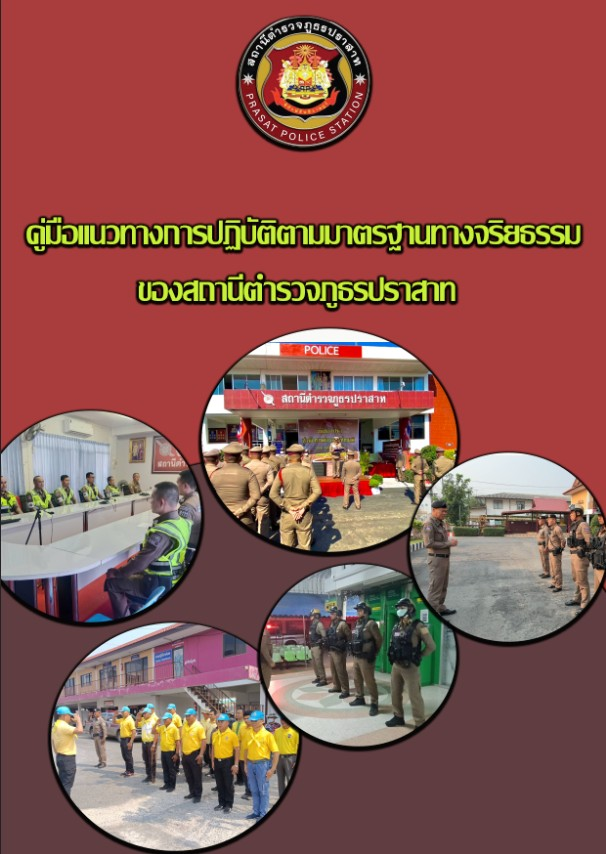 สถานีตำรวจภูธรปราสาท
PRASAT POLICE STATION
คู่มือแนวทางการปฏิบัติตามมาตรฐานทางจริยธรรม
ของสถานีตำรวจภูธรปราสาท
POLICE
สถานีตำรวจภูธรปราสาท